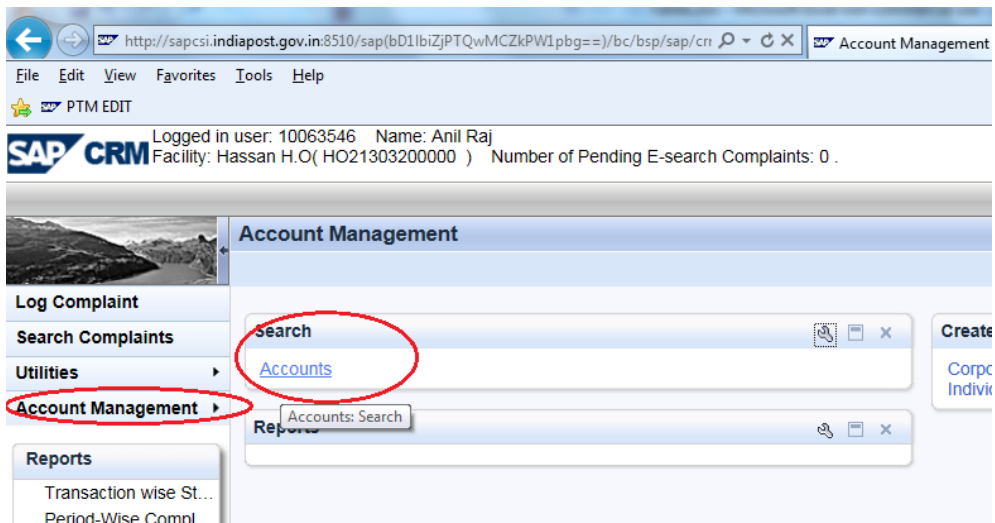 http://sapcsi.indiapost.gov.in:8510/sap(bD1lbiZjPTQwMCZkPW1pbg==)/bc/bsp/sap/crr
Account Management
File Edit View Favorites Tools Help
PTM EDIT
SAP CRM
Logged in user: 10063546 Name: Anil Raj
Facility: Hassan H.O( HO21303200000 ) Number of Pending E-search Complaints: 0 .
Account Management
Log Complaint
Search Complaints
Utilities
Account Management
Reports
Transaction wise St...
Period-Wise Compl
Search
Accounts
Accounts: Search
Reports
Create
Corpo
Indivi